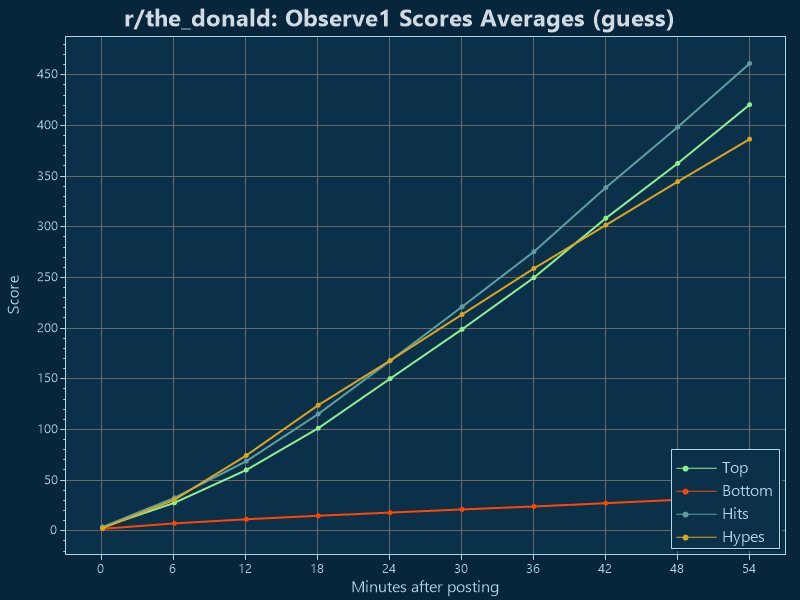 r/the_donald: Observe1 Scores Averages (guess)
Score
450
400
350
300
250
200
150
100
50
0
Top
Bottom
Hits
Hypes
0 6 12 18 24 30 36 42 48 54
Minutes after posting